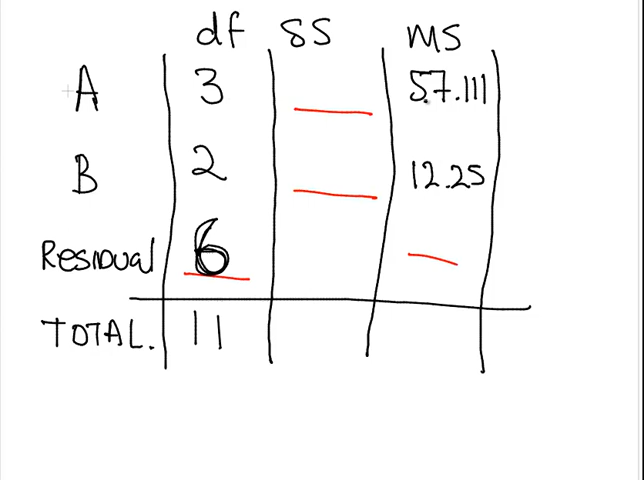 df SS MS
A 3 57.111
B 2 12.25
Residual 6
TOTAL. 11